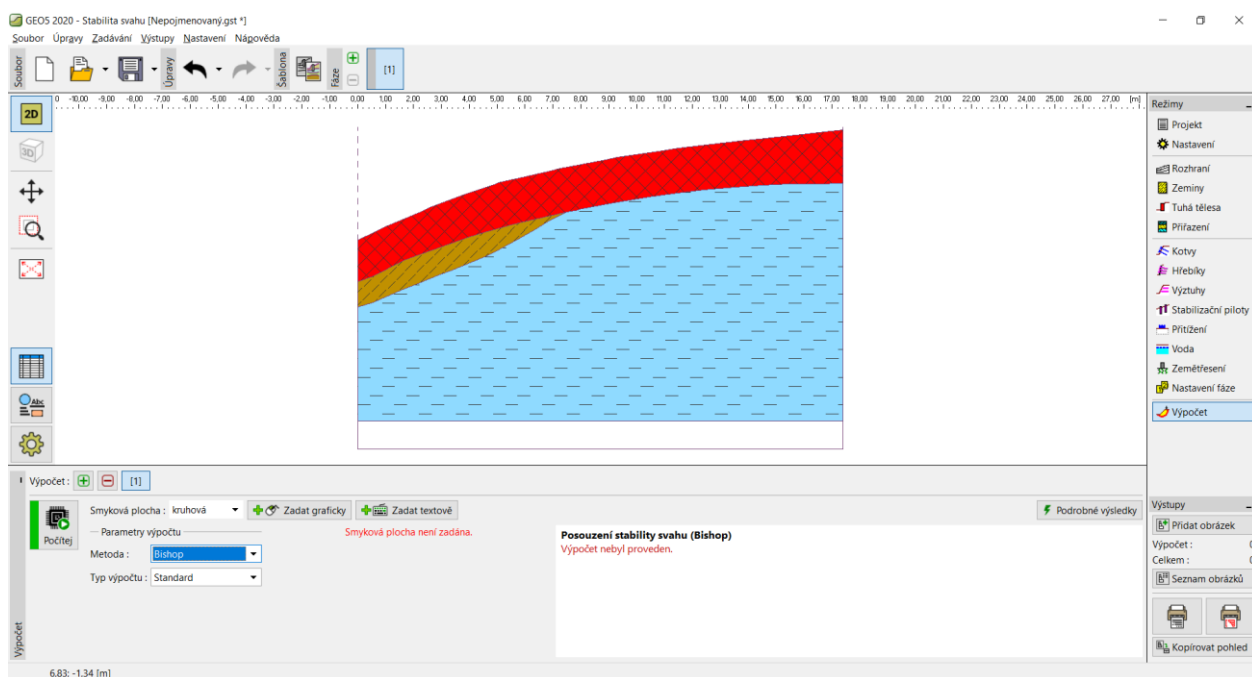 GEO5 2020 - Stabilita svahu [Nepojmenovaný.gst *]
Soubor Úpravy Zadávání Výstupy Nastavení Nápověda
Soubor
Úpravy
Šablona
Fáze
[1]
0 -10,00 -9,00 -8,00 -7,00 -6,00 -5,00 -4,00 -3,00 -2,00 -1,00 0,00 1,00 2,00 3,00 4,00 5,00 6,00 7,00 8,00 9,00 10,00 11,00 12,00 13,00 14,00 15,00 16,00 17,00 18,00 19,00 20,00 21,00 22,00 23,00 24,00 25,00 26,00 27,00 [m]
2D
3D
Abc
Režimy
Projekt
Nastavení
Rozhraní
Zeminy
Tuhá tělesa
Přiřazení
Kotvy
Hřebíky
Výztuhy
Stabilizační piloty
Přitížení
Voda
Zemětřesení
Nastavení fáze
Výpočet
Výpočet : [1]
Počítej
Smyková plocha : kruhová Zadat graficky Zadat textově
Podrobné výsledky
Parametry výpočtu
Smyková plocha není zadána.
Metoda : Bishop
Typ výpočtu : Standard
Posouzení stability svahu (Bishop)
Výpočet nebyl proveden.
Výpočet
Výstupy
Přidat obrázek
Výpočet : 0
Celkem : 0
Seznam obrázků
Kopírovat pohled
6,83; -1,34 [m]